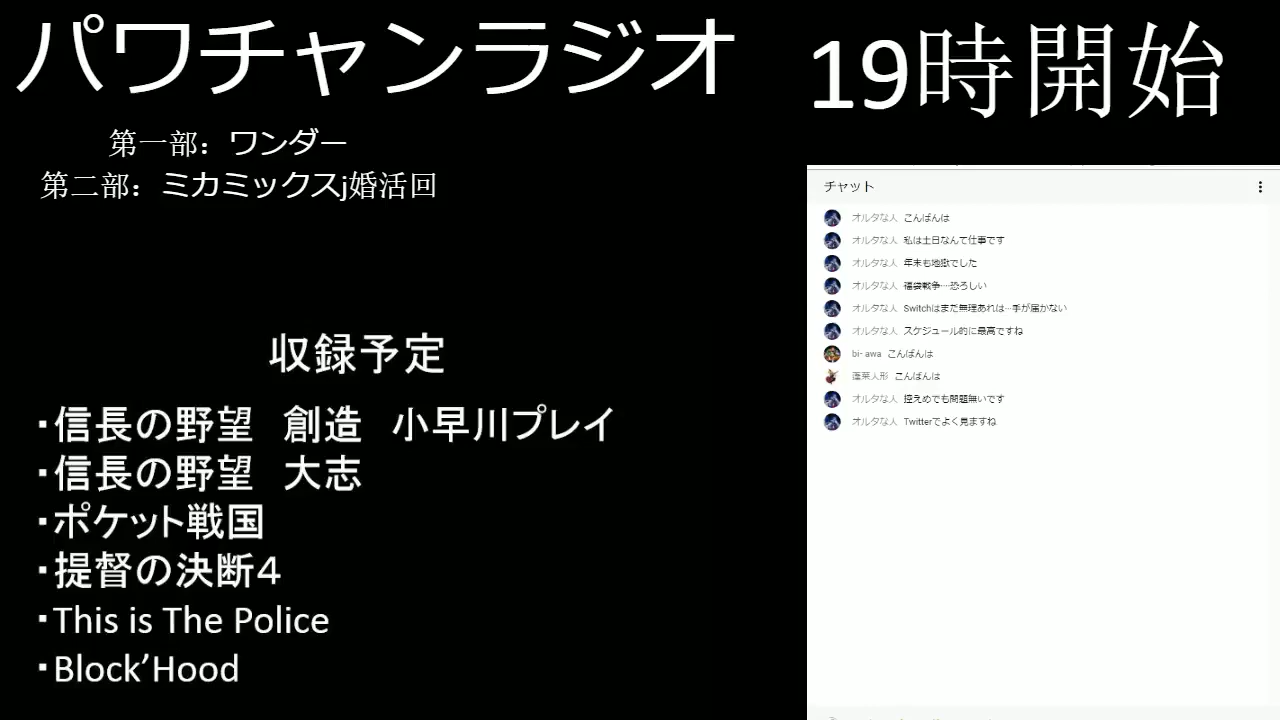 パワチャンラジオ
19時開始
第一部：ワンダー
第二部：ミカミックスj婚活回
収録予定
・信長の野望　創造　小早川プレイ
・信長の野望　大志
・ポケット戦国
・提督の決断４
・This is The Police
・Block’Hood
チャット
オルタな人 こんばんは
オルタな人 私は土日なんて仕事です
オルタな人 年末も地獄でした
オルタな人 福袋戦争…恐ろしい
オルタな人 Switchはまだ無理あれは…手が届かない
オルタな人 スケジュール的に最高ですね
bi- awa こんばんは
蓬莱人形 こんばんは
オルタな人 控えめでも問題無いです
オルタな人 Twitterでよく見ますね